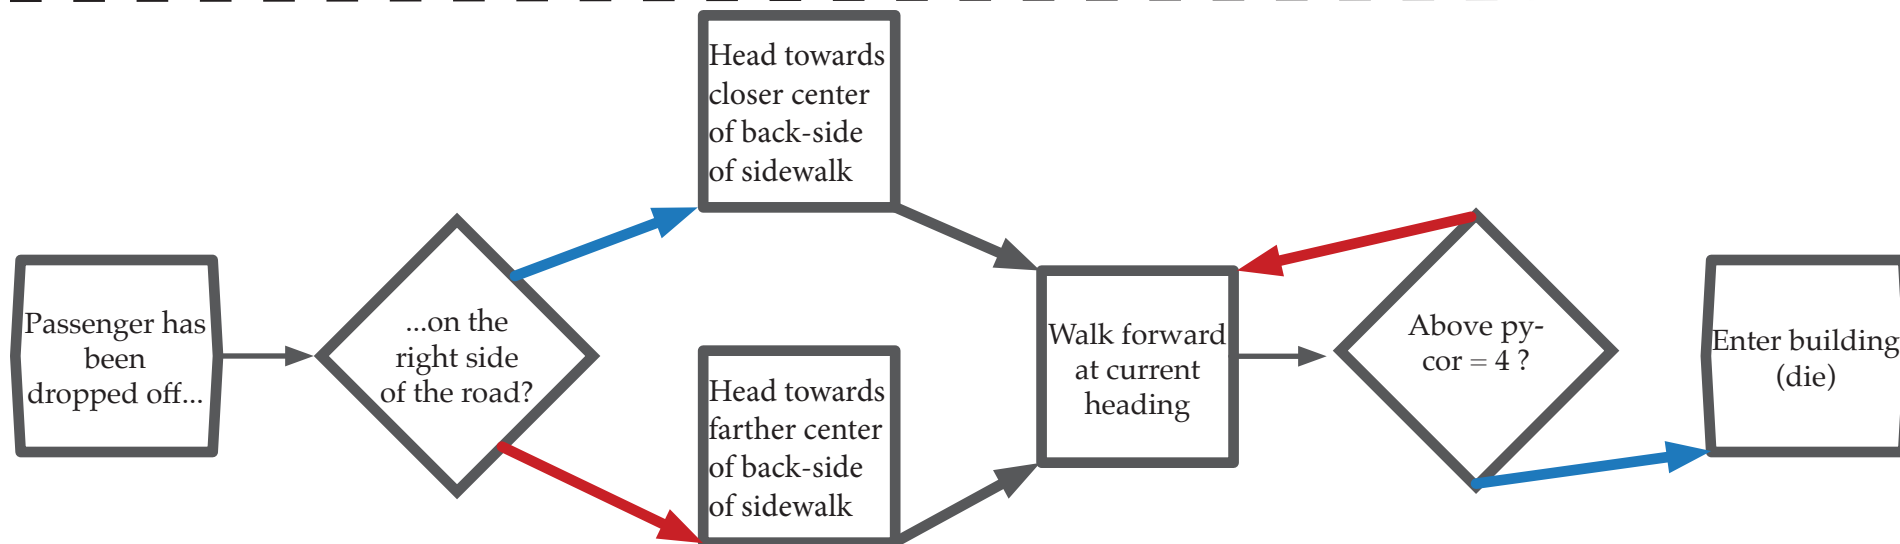 Passenger has
been
dropped off...
...on the
right side
of the road?
Head towards
closer center
of back-side
of sidewalk
Head towards
farther center
of back-side
of sidewalk
Walk forward
at current
heading
Above py-
cor = 4 ?
Enter building
(die)